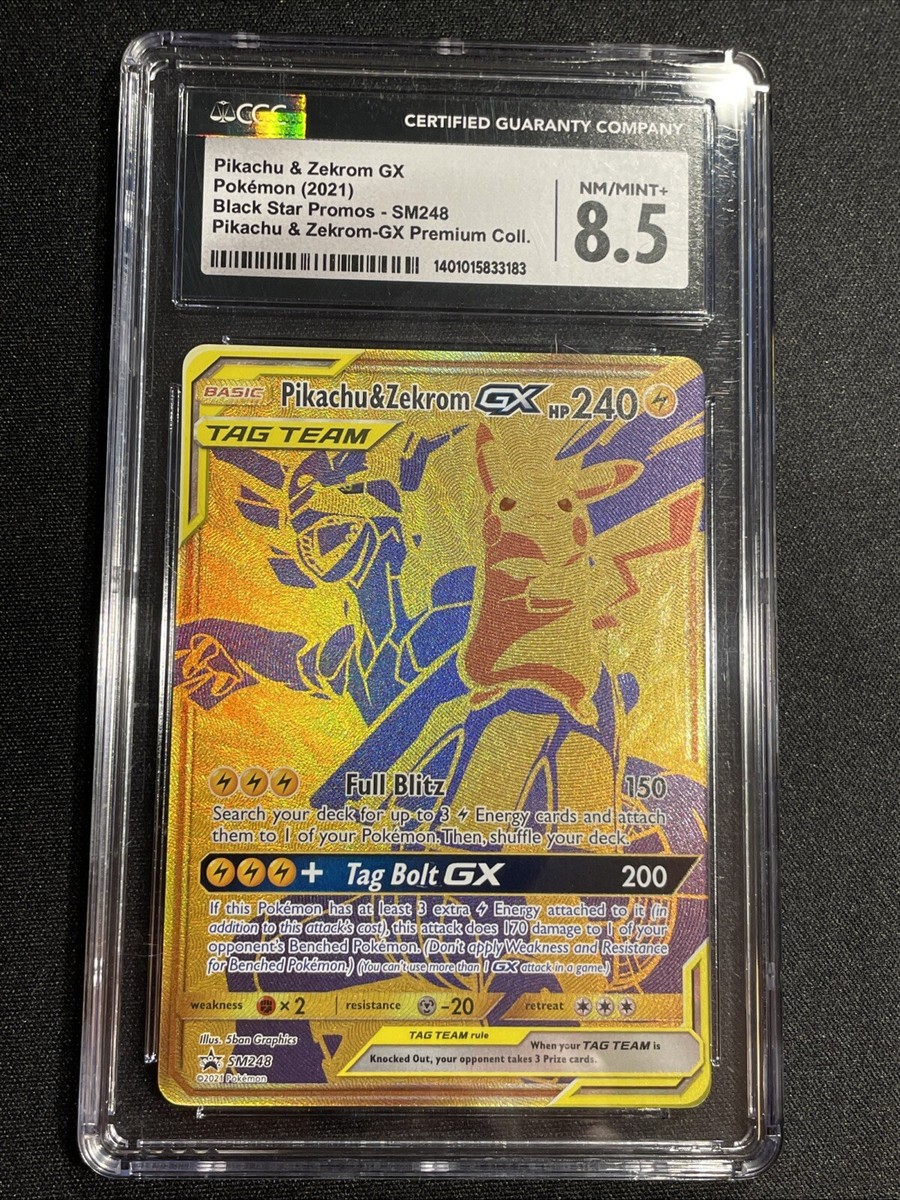 CGC
CERTIFIED GUARANTY COMPANY
Pikachu & Zekrom GX
Pokémon (2021)
Black Star Promos - SM248
Pikachu & Zekrom-GX Premium Coll.
1401015833183
NM/MINT+
8.5
BASIC Pikachu&Zekrom GX HP240
TAG TEAM
Full Blitz 150
Search your deck for up to 3 Energy cards and attach
them to 1 of your Pokémon. Then, shuffle your deck.
+ Tag Bolt GX 200
If this Pokémon has at least 3 extra Energy attached to it (in
addition to this attack's cost), this attack does 170 damage to 1 of your
opponent's Benched Pokémon. (Don't apply Weakness and Resistance
for Benched Pokémon.) (You can't use more than 1 GX attack in a game.)
weakness ×2 resistance -20 retreat
Illus. 5ban Graphics
SM248
©2021 Pokémon
TAG TEAM rule
When your TAG TEAM is
Knocked Out, your opponent takes 3 Prize cards.